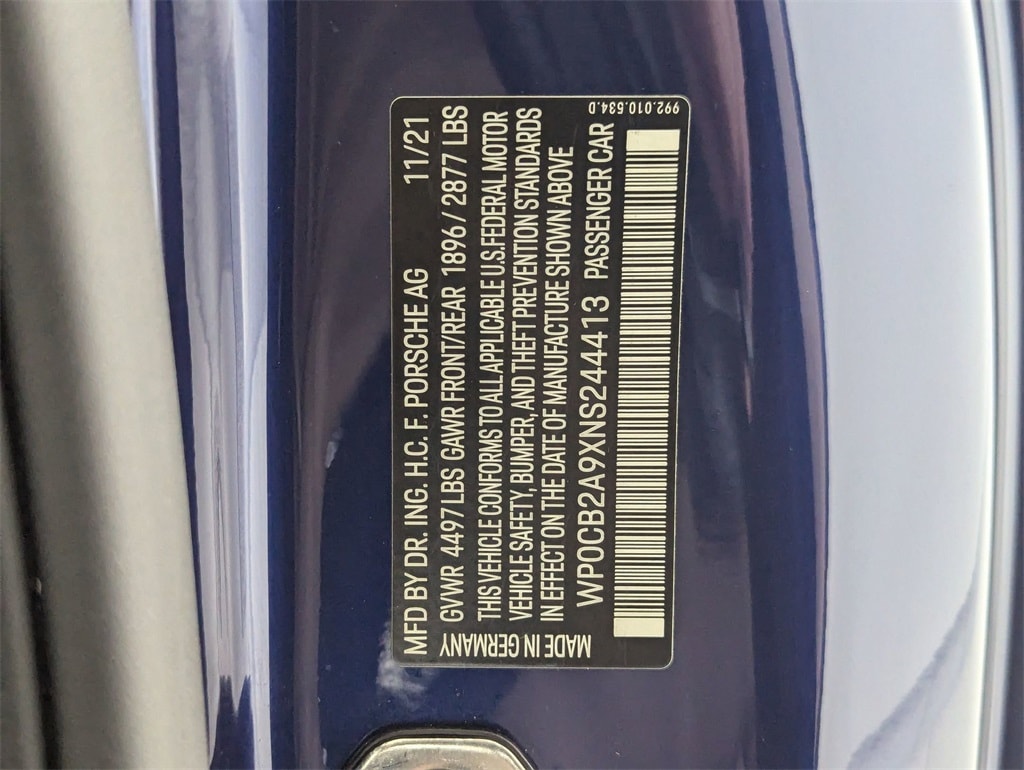 MFD BY DR. ING. H.C. F. PORSCHE AG 11/21
GVWR 4497 LBS GAWR FRONT/REAR 1896 / 2877 LBS
THIS VEHICLE CONFORMS TO ALL APPLICABLE U.S. FEDERAL MOTOR
VEHICLE SAFETY, BUMPER, AND THEFT PREVENTION STANDARDS
IN EFFECT ON THE DATE OF MANUFACTURE SHOWN ABOVE
WP0CB2A9XNS244413 PASSENGER CAR
MADE IN GERMANY
992.010.534.D